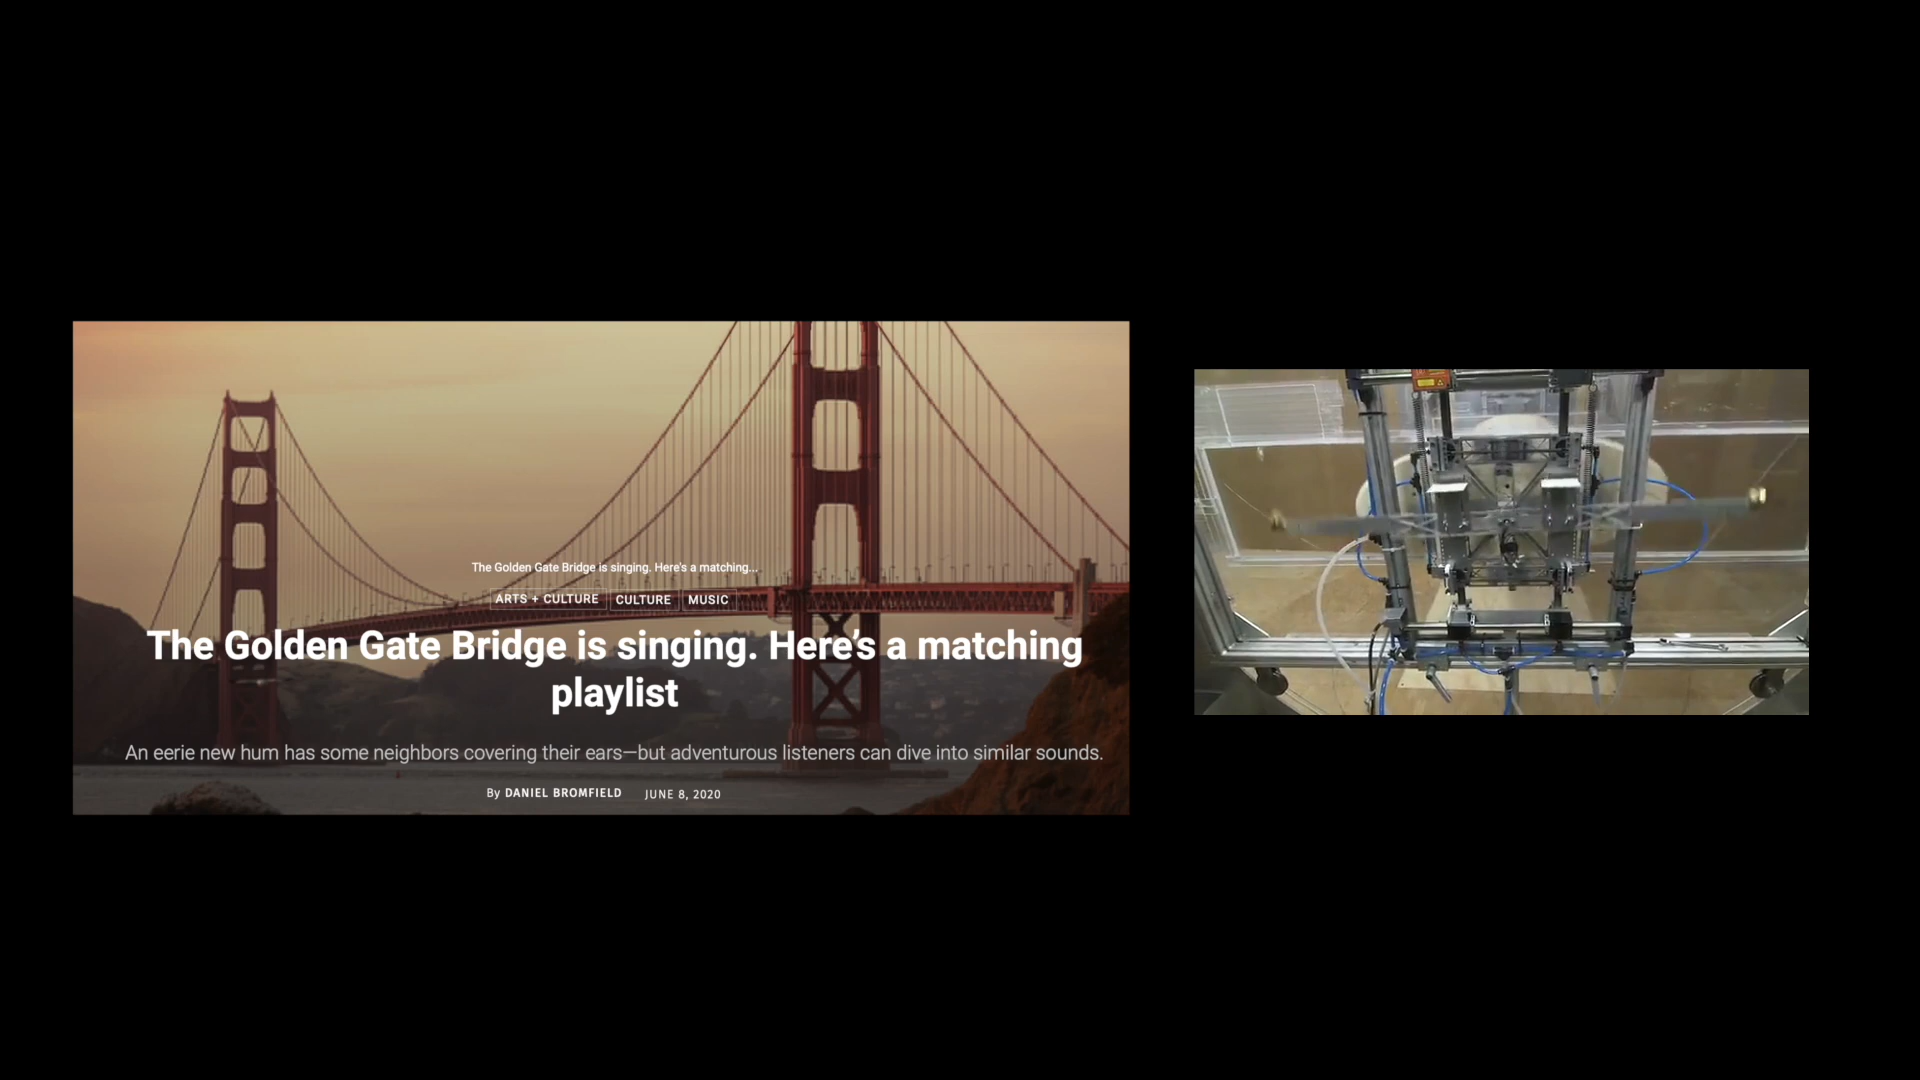 The Golden Gate Bridge is singing. Here's a matching...
ARTS + CULTURE CULTURE MUSIC
The Golden Gate Bridge is singing. Here’s a matching
playlist
An eerie new hum has some neighbors covering their ears—but adventurous listeners can dive into similar sounds.
By DANIEL BROMFIELD JUNE 8, 2020